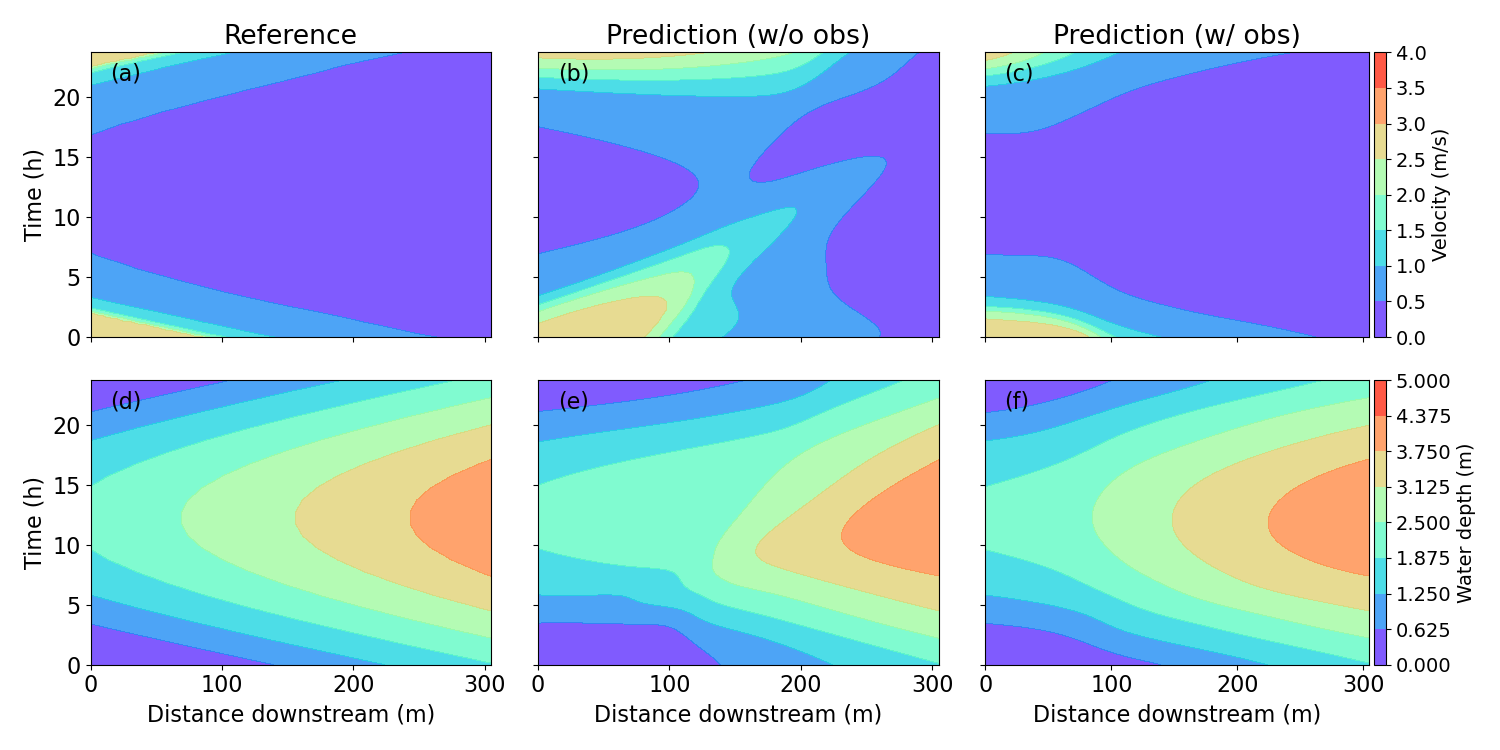 Reference
Prediction (w/o obs)
Prediction (w/ obs)
Time (h)
20
15
10
5
0
(a)
(b)
(c)
4.0
3.5
3.0
2.5
2.0
1.5
1.0
0.5
0.0
Velocity (m/s)
Time (h)
20
15
10
5
0
(d)
(e)
(f)
5.000
4.375
3.750
3.125
2.500
1.875
1.250
0.625
0.000
Water depth (m)
0 100 200 300
0 100 200 300
0 100 200 300
Distance downstream (m)
Distance downstream (m)
Distance downstream (m)